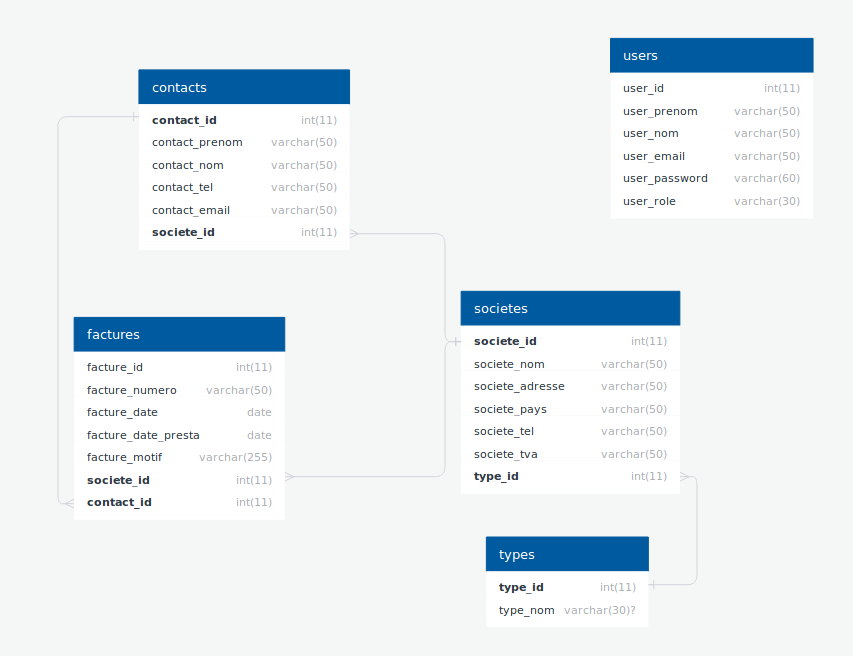 contacts
contact_id int(11)
contact_prenom varchar(50)
contact_nom varchar(50)
contact_tel varchar(50)
contact_email varchar(50)
societe_id int(11)
users
user_id int(11)
user_prenom varchar(50)
user_nom varchar(50)
user_email varchar(50)
user_password varchar(60)
user_role varchar(30)
factures
facture_id int(11)
facture_numero varchar(50)
facture_date date
facture_date_presta date
facture_motif varchar(255)
societe_id int(11)
contact_id int(11)
societes
societe_id int(11)
societe_nom varchar(50)
societe_adresse varchar(50)
societe_pays varchar(50)
societe_tel varchar(50)
societe_tva varchar(50)
type_id int(11)
types
type_id int(11)
type_nom varchar(30)?